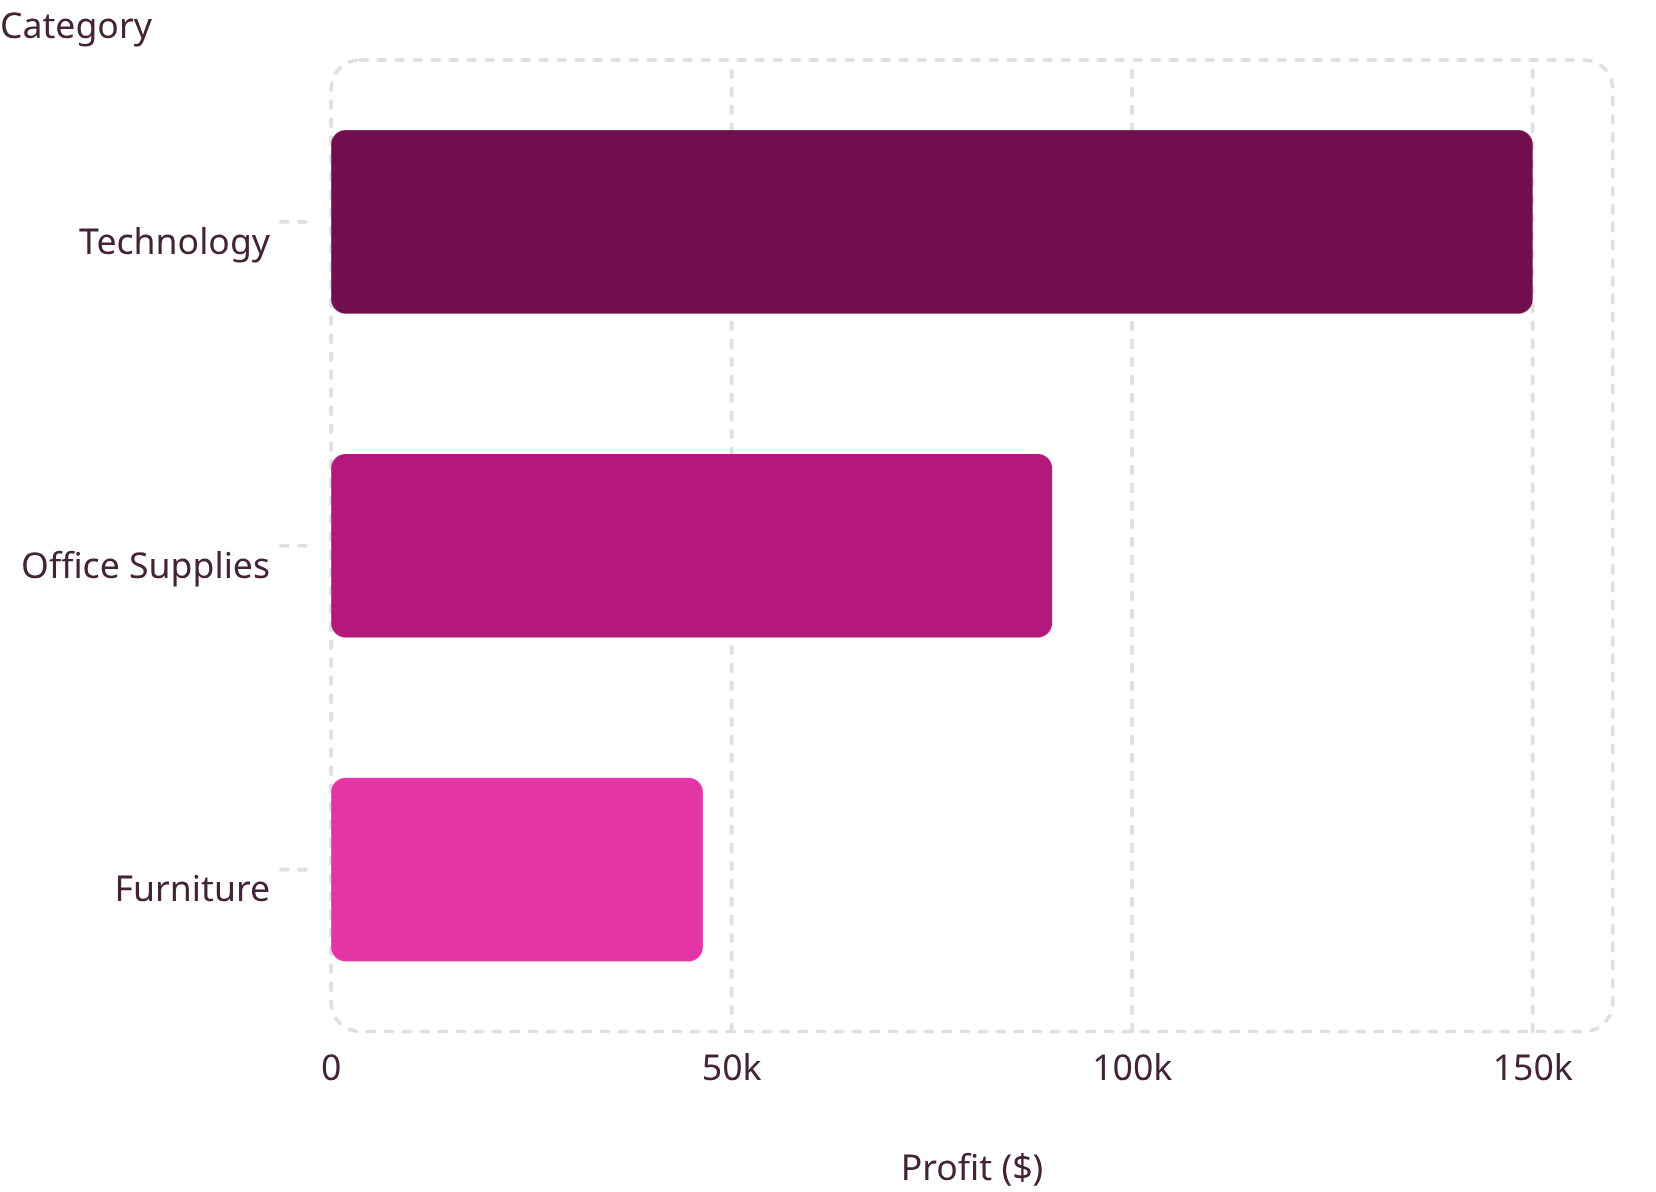 Category
Technology
Office Supplies
Furniture
0 50k 100k 150k
Profit ($)